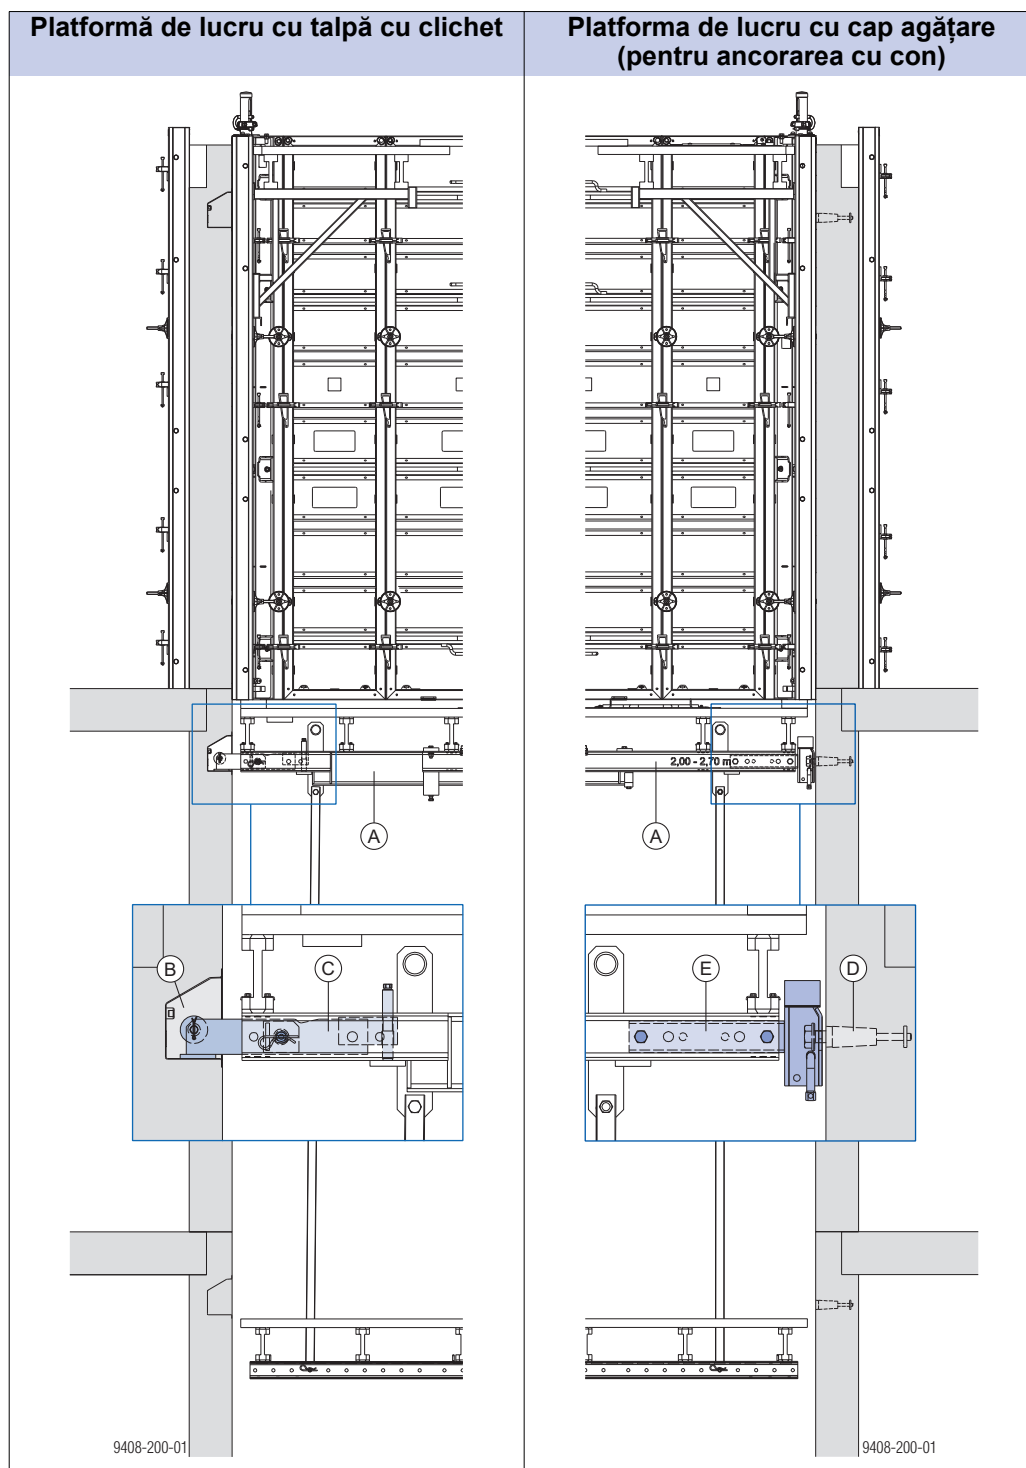 Platformă de lucru cu talpă cu clichet
Platforma de lucru cu cap agățare
(pentru ancorarea cu con)
2,00 - 2,70 m
A
A
B
C
E
D
9408-200-01
9408-200-01